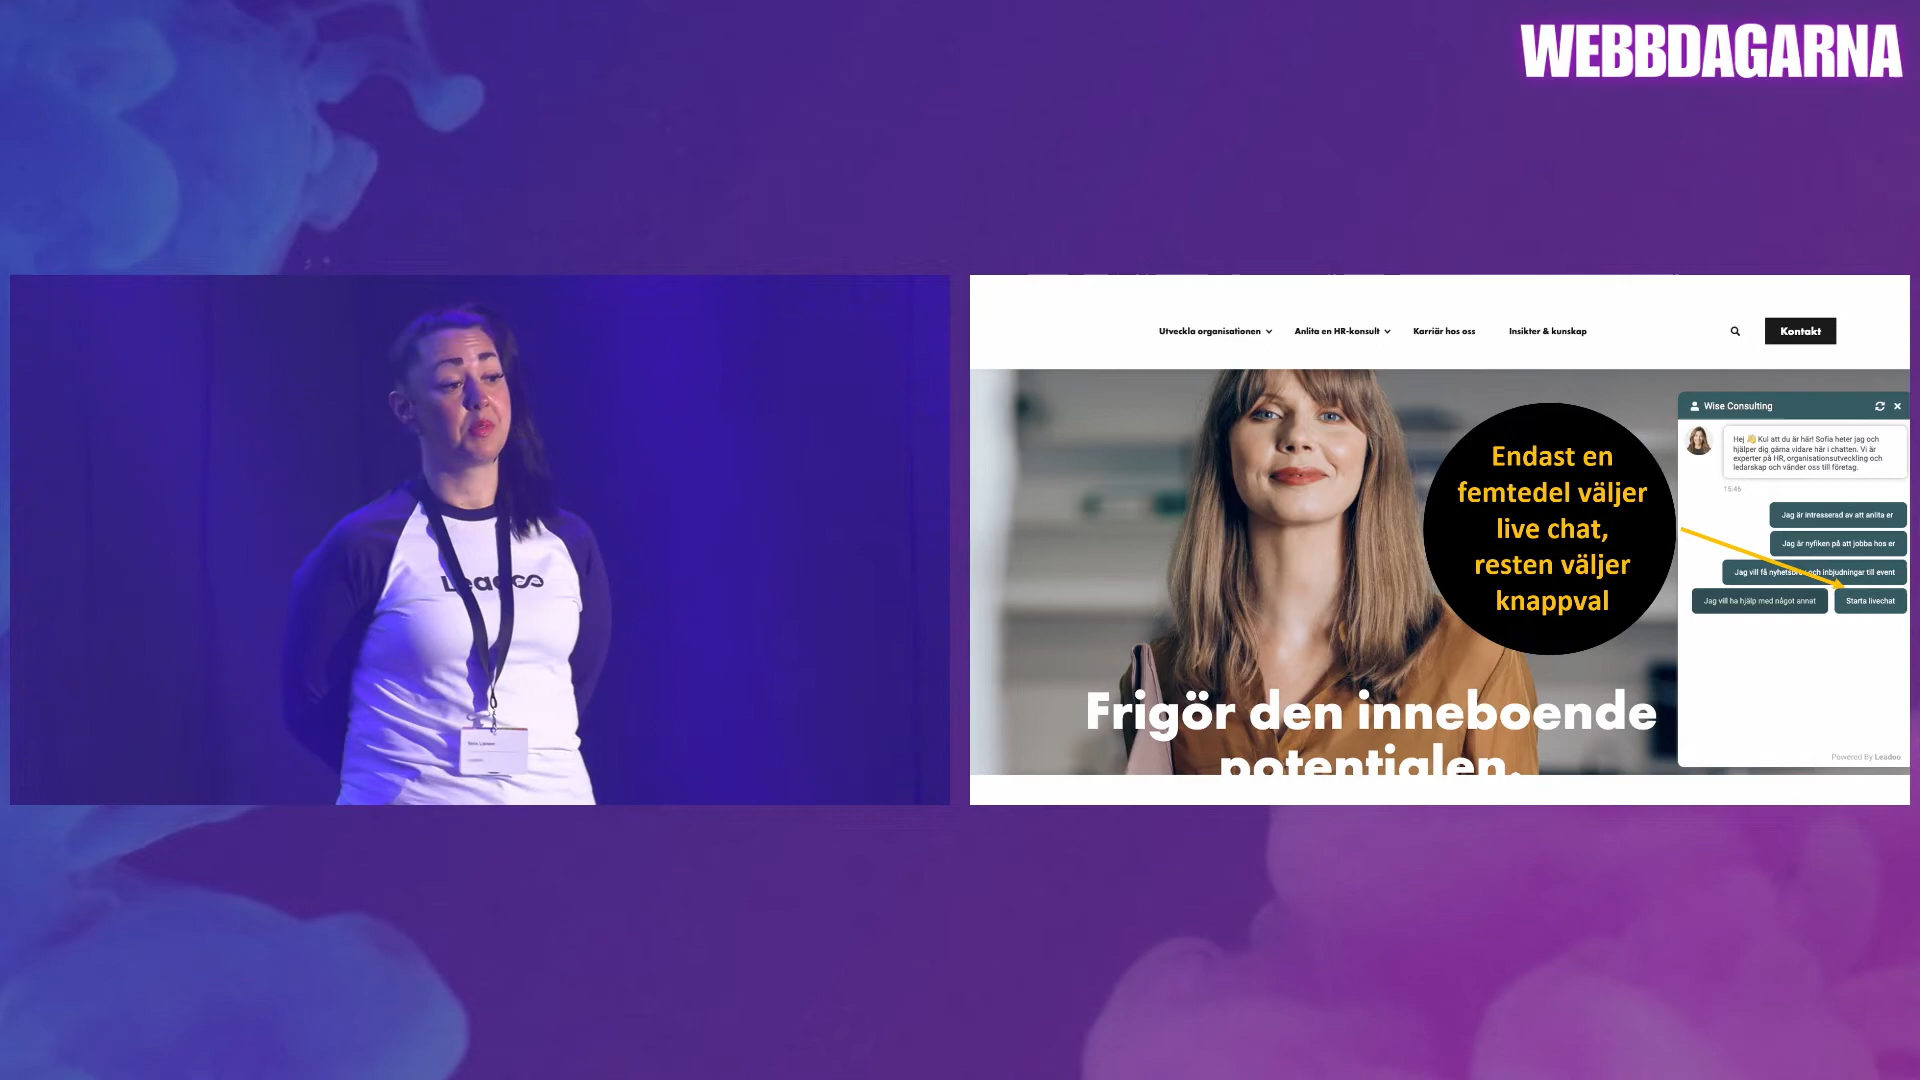 WEBBDAGARNA
Leadoo
Utveckla organisationen
Anlita en HR-konsult
Karriär hos oss
Insikter & kunskap
Kontakt
Wise Consulting
Hej 👋 Kul att du är här! Sofia heter jag och
hjälper dig gärna vidare här i chatten. Vi är
experter på HR, organisationsutveckling och
ledarskap och vänder oss till företag.
15:46
Jag är intresserad av att anlita er
Jag är nyfiken på att jobba hos er
Jag vill få nyhetsbrev och inbjudningar till event
Jag vill ha hjälp med något annat
Starta livechat
Endast en
femtedel väljer
live chat,
resten väljer
knappval
Frigör den inneboende
potentialen.
Powered By Leadoo